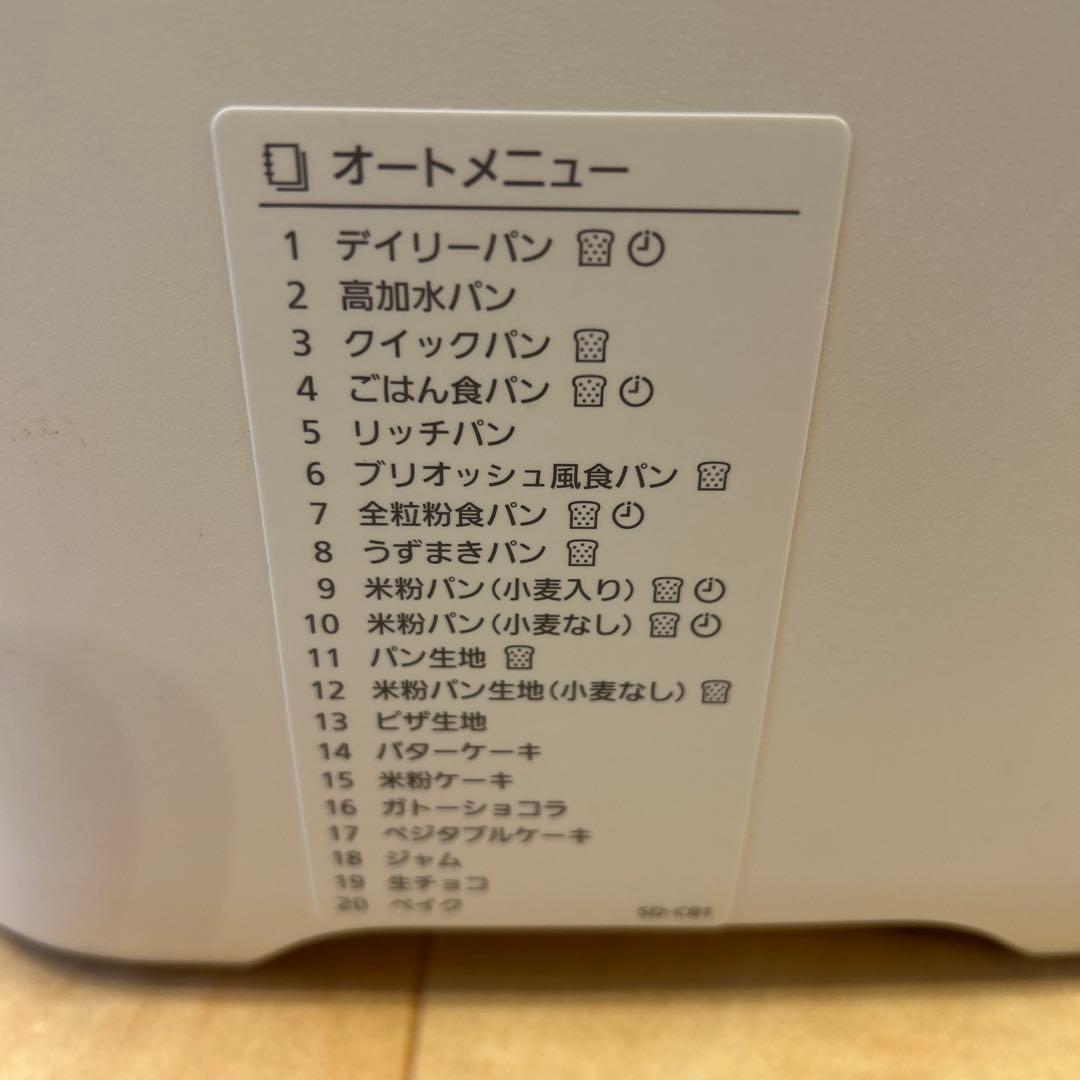 オートメニュー
1 デイリーパン
2 高加水パン
3 クイックパン
4 ごはん食パン
5 リッチパン
6 ブリオッシュ風食パン
7 全粒粉食パン
8 うずまきパン
9 米粉パン(小麦入り)
10 米粉パン(小麦なし)
11 パン生地
12 米粉パン生地(小麦なし)
13 ピザ生地
14 バターケーキ
15 米粉ケーキ
16 ガトーショコラ
17 ベジタブルケーキ
18 ジャム
19 生チョコ
20 ベイク
SD-CB1